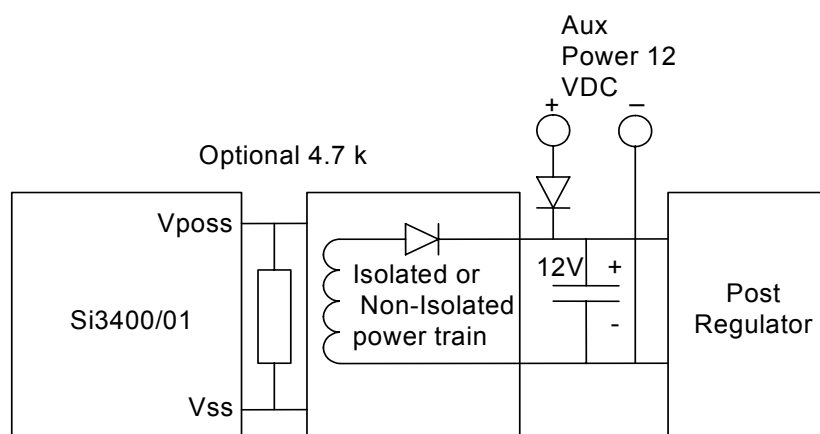 Aux
Power 12
VDC
+ –
Optional 4.7 k
Vposs
Si3400/01
Vss
Isolated or
Non-Isolated
power train
12V +
-
Post
Regulator